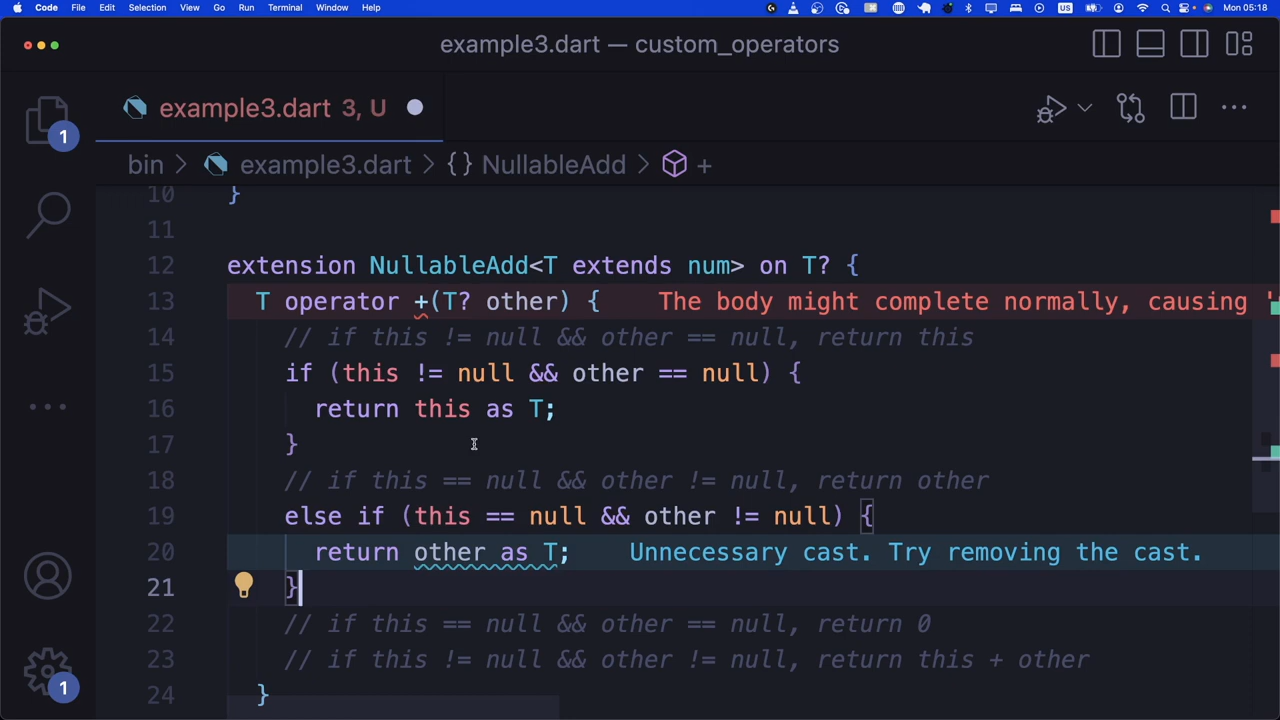 Code File Edit Selection View Go Run Terminal Window Help US Mon 05:18
example3.dart — custom_operators
example3.dart 3, U
1
bin example3.dart {} NullableAdd +
10 }
11
12 extension NullableAdd<T extends num> on T? {
13 T operator +(T? other) { The body might complete normally, causing '
14 // if this != null && other == null, return this
15 if (this != null && other == null) {
16 return this as T;
17 }
18 // if this == null && other != null, return other
19 else if (this == null && other != null) {
20 return other as T; Unnecessary cast. Try removing the cast.
21 }
22 // if this == null && other == null, return 0
23 // if this != null && other != null, return this + other
24 }
1